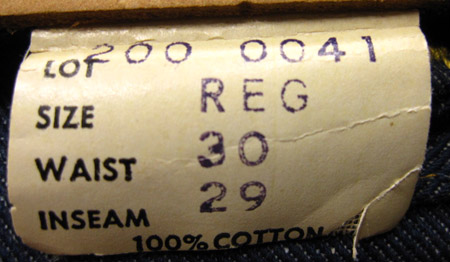 LOT 200 0041
SIZE REG
WAIST 30
INSEAM 29
100% COTTON